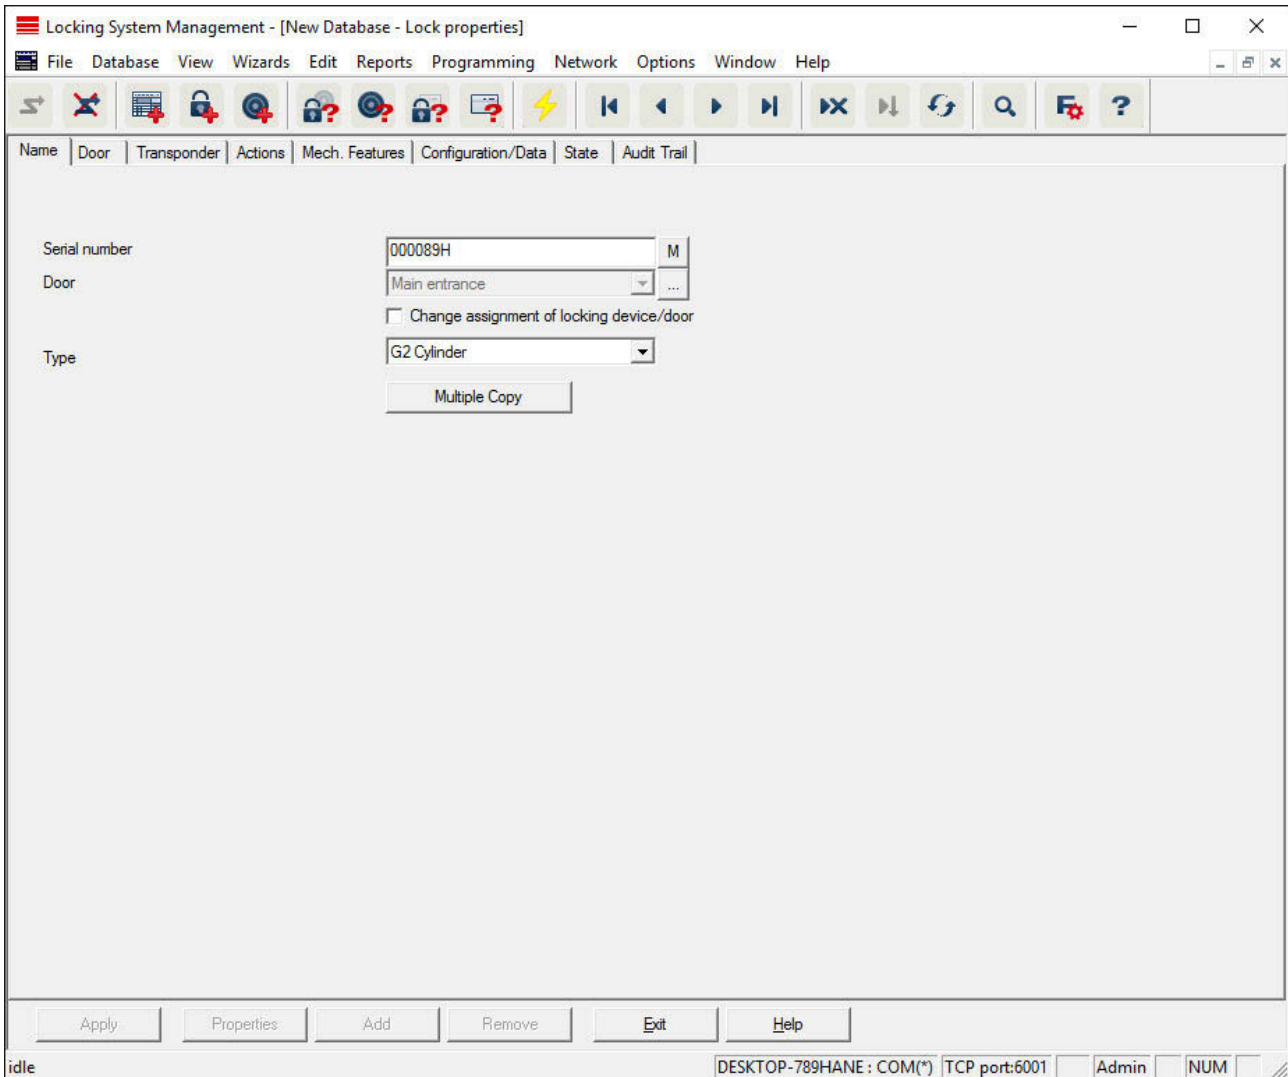 Locking System Management - [New Database - Lock properties]
File Database View Wizards Edit Reports Programming Network Options Window Help
Name Door Transponder Actions Mech. Features Configuration/Data State Audit Trail
Serial number 000089H M
Door Main entrance ...
Change assignment of locking device/door
Type G2 Cylinder
Multiple Copy
Apply Properties Add Remove Exit Help
idle DESKTOP-789HANE : COM(*) TCP port:6001 Admin NUM